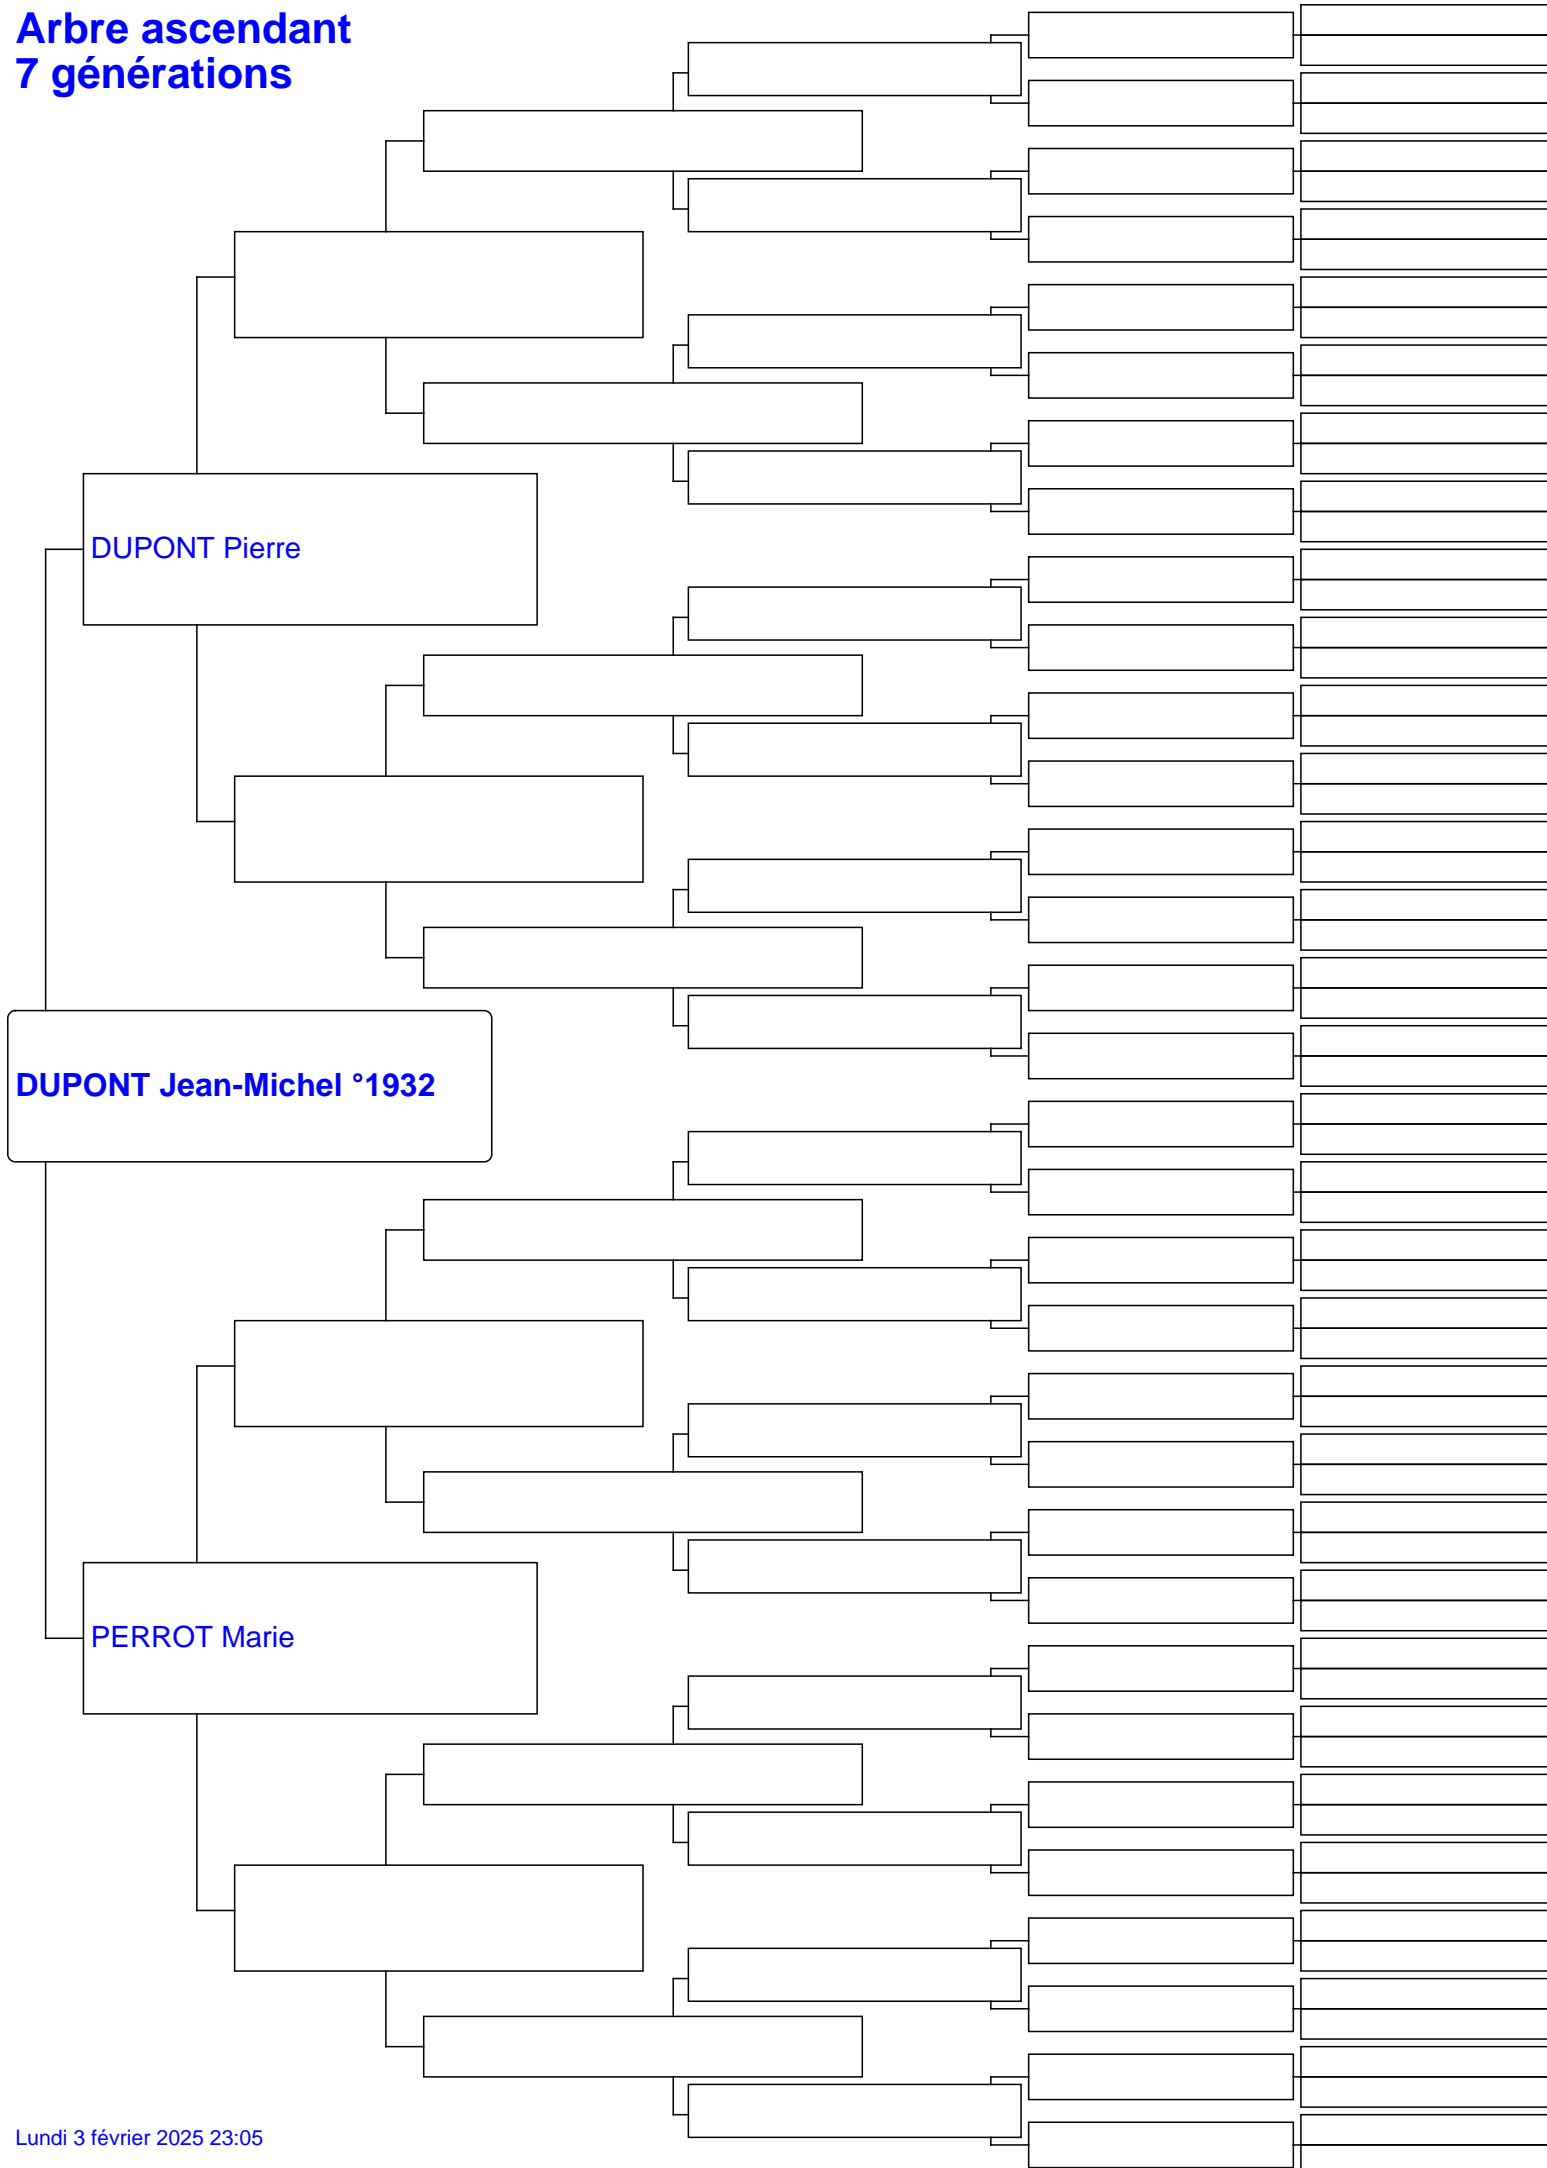 Arbre ascendant
7 générations
DUPONT Pierre
DUPONT Jean-Michel °1932
PERROT Marie
Lundi 3 février 2025 23:05